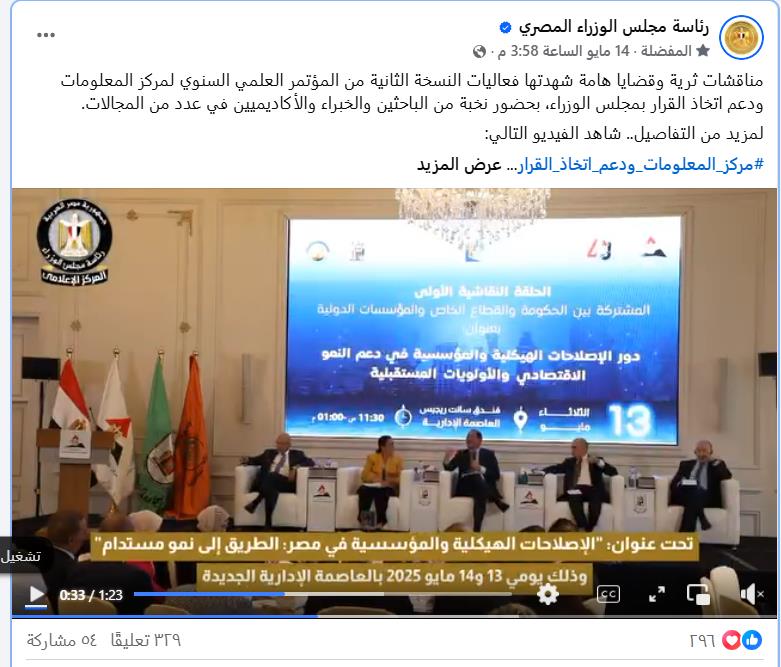 رئاسة مجلس الوزراء المصري
المفضلة · 14 مايو الساعة 3:58 م ·
مناقشات ثرية وقضايا هامة شهدتها فعاليات النسخة الثانية من المؤتمر العلمي السنوي لمركز المعلومات
ودعم اتخاذ القرار بمجلس الوزراء، بحضور نخبة من الباحثين والخبراء والأكاديميين في عدد من المجالات.
لمزيد من التفاصيل.. شاهد الفيديو التالي:
#مركز_المعلومات_ودعم_اتخاذ_القرار... عرض المزيد
جمهورية مصر العربية
رئاسة مجلس الوزراء
المركز الإعلامي
الحلقة النقاشية الأولى
المشتركة بين الحكومة والقطاع الخاص والمؤسسات الدولية
بعنوان
دور الإصلاحات الهيكلية والمؤسسية في دعم النمو
الاقتصادي والأولويات المستقبلية
13 الثلاثاء مايو
فندق سانت ريجيس العاصمة الإدارية
11:30 ص -01:00 م
تحت عنوان: "الإصلاحات الهيكلية والمؤسسية في مصر: الطريق إلى نمو مستدام"
وذلك يومي 13 و14 مايو 2025 بالعاصمة الإدارية الجديدة
تشغيل
0:33 / 1:23
CC
٢٩٦
٣٢٩ تعليقًا ٥٤ مشاركة